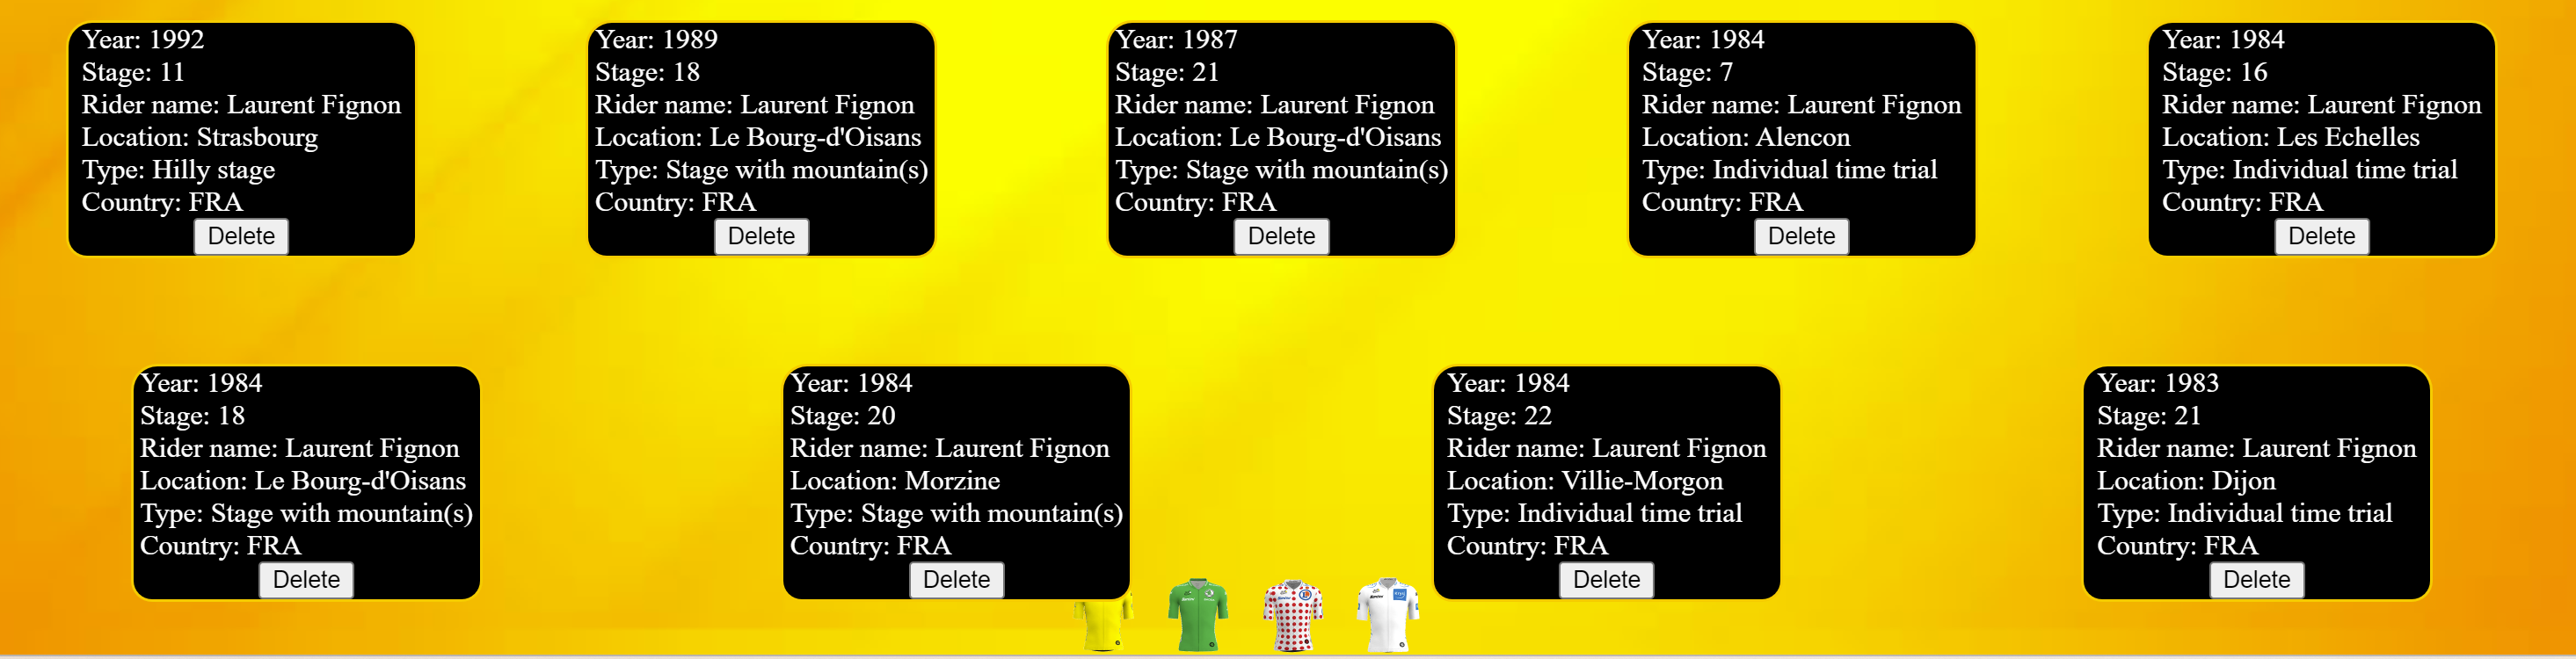 Year: 1992
Stage: 11
Rider name: Laurent Fignon
Location: Strasbourg
Type: Hilly stage
Country: FRA
Delete
Year: 1989
Stage: 18
Rider name: Laurent Fignon
Location: Le Bourg-d'Oisans
Type: Stage with mountain(s)
Country: FRA
Delete
Year: 1987
Stage: 21
Rider name: Laurent Fignon
Location: Le Bourg-d'Oisans
Type: Stage with mountain(s)
Country: FRA
Delete
Year: 1984
Stage: 7
Rider name: Laurent Fignon
Location: Alencon
Type: Individual time trial
Country: FRA
Delete
Year: 1984
Stage: 16
Rider name: Laurent Fignon
Location: Les Echelles
Type: Individual time trial
Country: FRA
Delete
Year: 1984
Stage: 18
Rider name: Laurent Fignon
Location: Le Bourg-d'Oisans
Type: Stage with mountain(s)
Country: FRA
Delete
Year: 1984
Stage: 20
Rider name: Laurent Fignon
Location: Morzine
Type: Stage with mountain(s)
Country: FRA
Delete
Year: 1984
Stage: 22
Rider name: Laurent Fignon
Location: Villie-Morgon
Type: Individual time trial
Country: FRA
Delete
Year: 1983
Stage: 21
Rider name: Laurent Fignon
Location: Dijon
Type: Individual time trial
Country: FRA
Delete